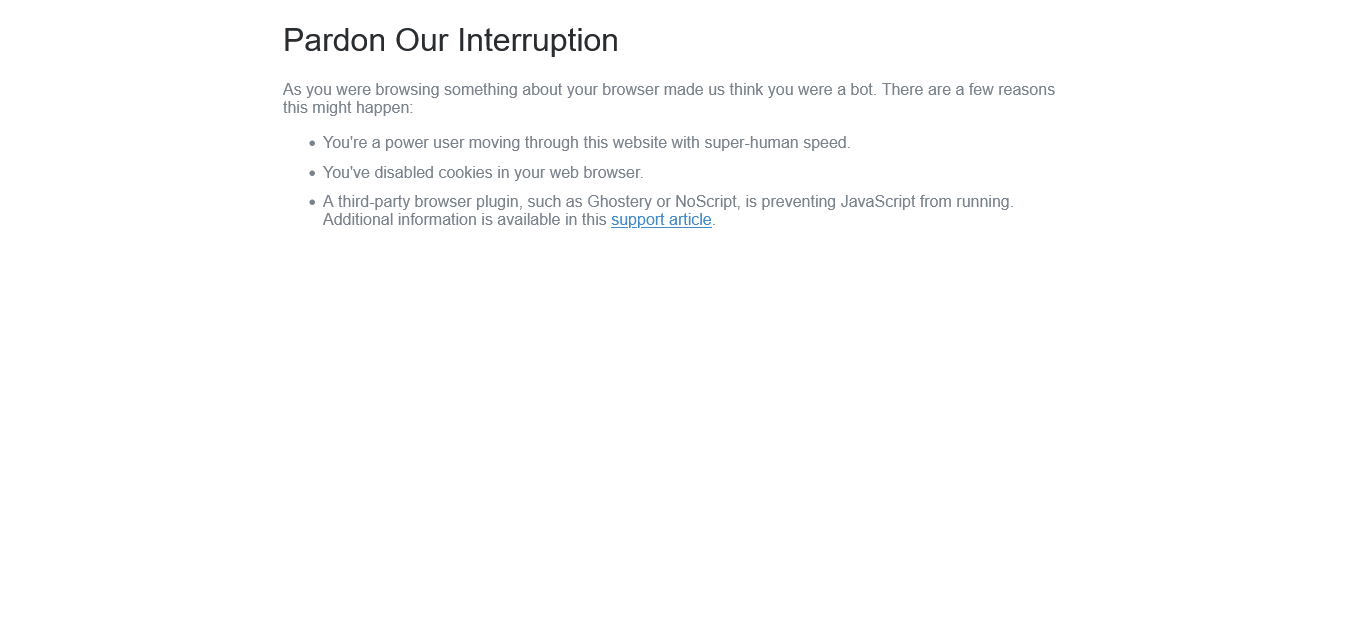 Pardon Our Interruption
As you were browsing something about your browser made us think you were a bot. There are a few reasons
this might happen:
• You're a power user moving through this website with super-human speed.
• You've disabled cookies in your web browser.
• A third-party browser plugin, such as Ghostery or NoScript, is preventing JavaScript from running.
Additional information is available in this support article.